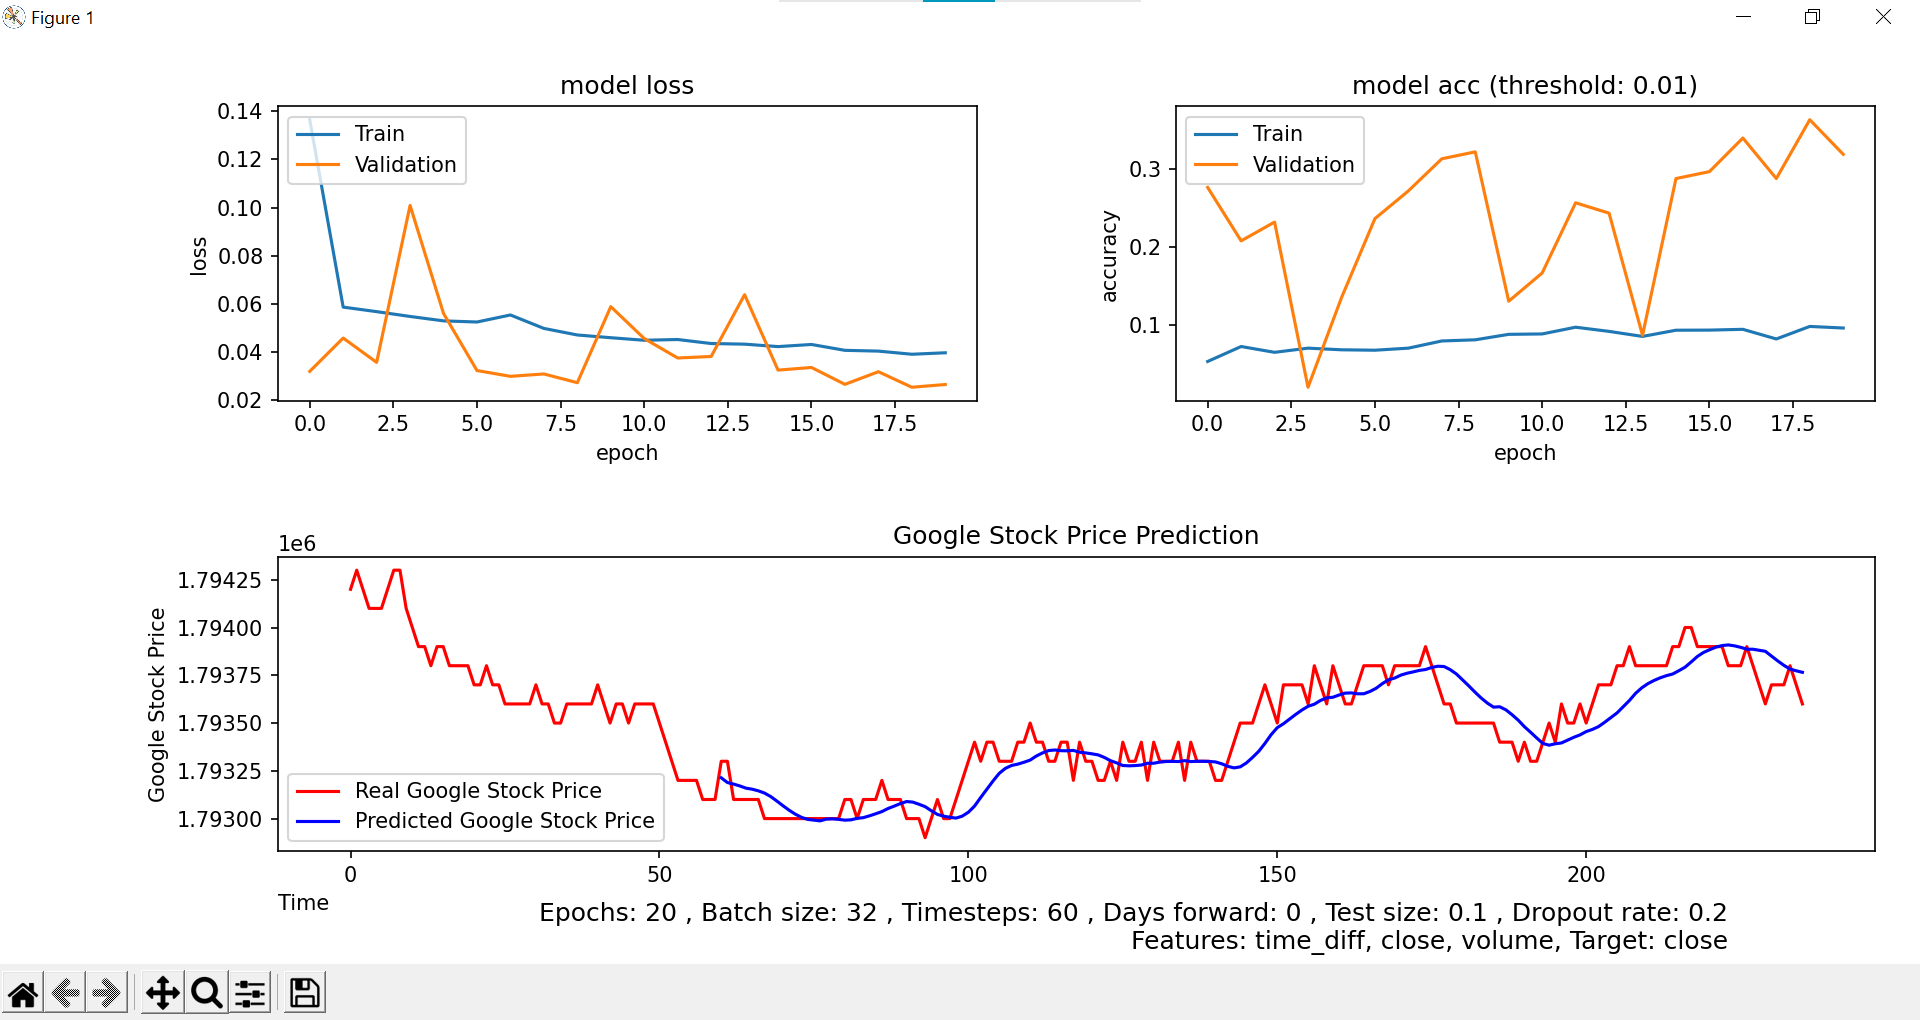 Figure 1
model loss
0.14
0.12
0.10
0.08
0.06
0.04
0.02
loss
Train
Validation
0.0 2.5 5.0 7.5 10.0 12.5 15.0 17.5
epoch
model acc (threshold: 0.01)
0.3
0.2
0.1
accuracy
Train
Validation
0.0 2.5 5.0 7.5 10.0 12.5 15.0 17.5
epoch
Google Stock Price Prediction
1e6
1.79425
1.79400
1.79375
1.79350
1.79325
1.79300
Google Stock Price
Real Google Stock Price
Predicted Google Stock Price
0 50 100 150 200
Time
Epochs: 20 , Batch size: 32 , Timesteps: 60 , Days forward: 0 , Test size: 0.1 , Dropout rate: 0.2
Features: time_diff, close, volume, Target: close